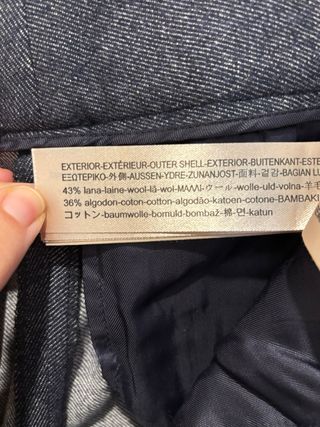 EXTERIOR-EXTÉRIEUR-OUTER SHELL-EXTERIOR-BUITENKANT-ESTE
ΕΞΩΤΕΡΙΚΟ-外側-AUSSEN-YDRE-ZUNANJOST-面料-겉감-BAGIAN LU
43% lana-laine-wool-lã-wol-ΜΑΛΛΙ-ウール-wolle-uld-volna-羊毛
36% algodon-coton-cotton-algodão-katoen-cotone-ΒΑΜΒΑΚΙ
コットン-baumwolle-bomuld-bombaž-棉-면-katun